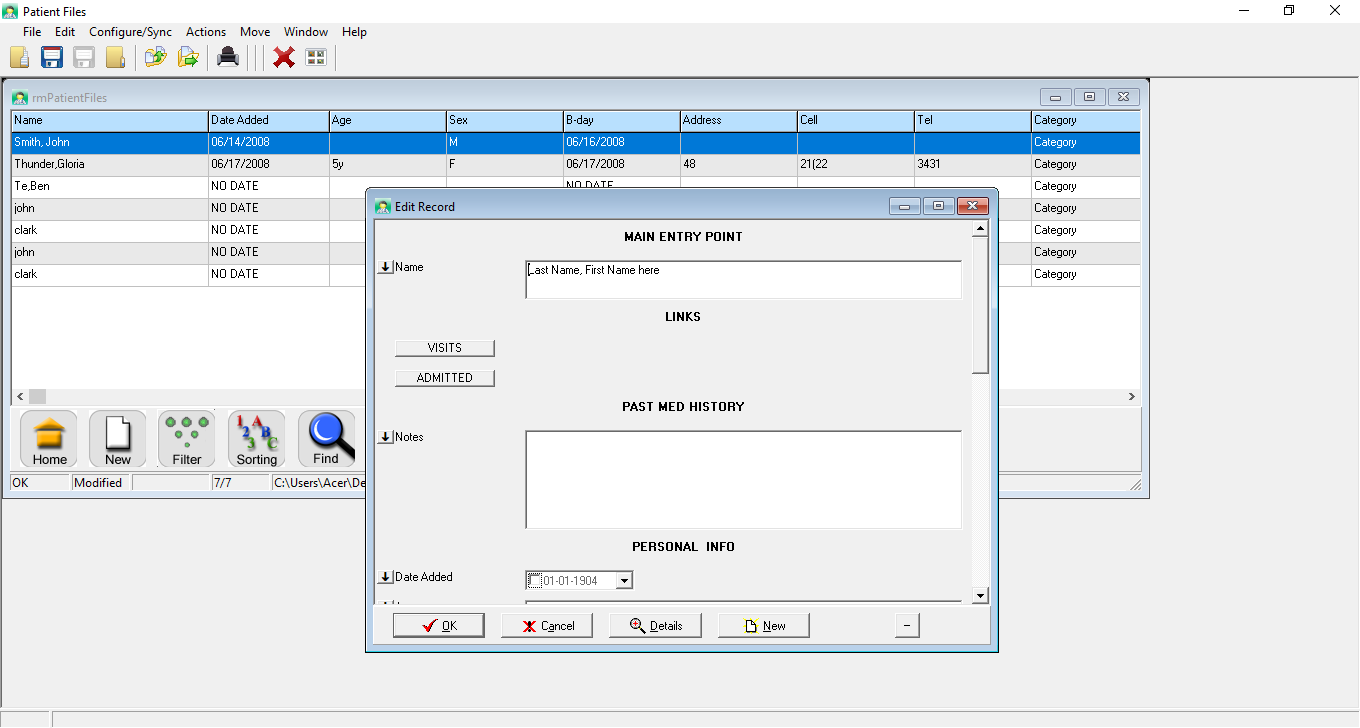 Patient Files
File Edit Configure/Sync Actions Move Window Help
rmPatientFiles
Name Date Added Age Sex B-day Address Cell Tel Category
Smith, John 06/14/2008 M 06/16/2008 Category
Thunder,Gloria 06/17/2008 5y F 06/17/2008 48 21(22 3431 Category
Te,Ben NO DATE NO DATE Category
john NO DATE Category
clark NO DATE Category
john NO DATE Category
clark NO DATE Category
Home New Filter Sorting Find
OK Modified 7/7 C:\Users\Acer\De
Edit Record
MAIN ENTRY POINT
Name Last Name, First Name here
LINKS
VISITS
ADMITTED
PAST MED HISTORY
Notes
PERSONAL INFO
Date Added 01-01-1904
OK Cancel Details New –